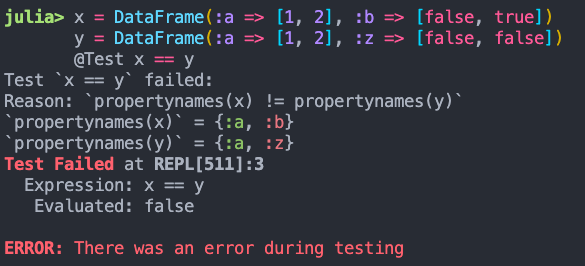 julia> x = DataFrame(:a => [1, 2], :b => [false, true])
       y = DataFrame(:a => [1, 2], :z => [false, false])
       @Test x == y
Test `x == y` failed:
Reason: `propertynames(x) != propertynames(y)`
`propertynames(x)` = {:a, :b}
`propertynames(y)` = {:a, :z}
Test Failed at REPL[511]:3
  Expression: x == y
   Evaluated: false
ERROR: There was an error during testing